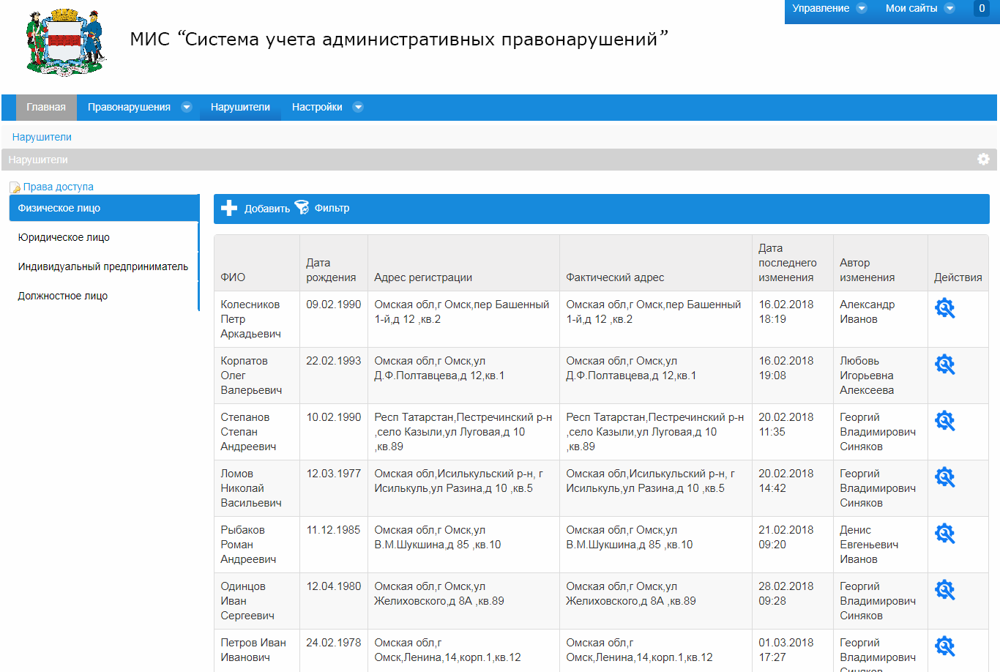 Управление
Мои сайты
0
МИС “Система учета административных правонарушений”
Главная
Правонарушения
Нарушители
Настройки
Нарушители
Нарушители
Права доступа
Физическое лицо
Юридическое лицо
Индивидуальный предприниматель
Должностное лицо
Добавить
Фильтр
ФИО
Дата
рождения
Адрес регистрации
Фактический адрес
Дата
последнего
изменения
Автор
изменения
Действия
Колесников
Петр
Аркадьевич
09.02.1990
Омская обл,г Омск,пер Башенный
1-й,д 12 ,кв.2
Омская обл,г Омск,пер Башенный
1-й,д 12 ,кв.2
16.02.2018
18:19
Александр
Иванов
Корпатов
Олег
Валерьевич
22.02.1993
Омская обл,г Омск,ул
Д.Ф.Полтавцева,д 12,кв.1
Омская обл,г Омск,ул
Д.Ф.Полтавцева,д 12,кв.1
16.02.2018
19:08
Любовь
Игорьевна
Алексеева
Степанов
Степан
Андреевич
10.02.1990
Респ Татарстан,Пестречинский р-н
,село Казыли,ул Луговая,д 10
,кв.89
Респ Татарстан,Пестречинский р-н
,село Казыли,ул Луговая,д 10
,кв.89
20.02.2018
11:35
Георгий
Владимирович
Синяков
Ломов
Николай
Васильевич
12.03.1977
Омская обл,Исилькульский р-н, г
Исилькуль,ул Разина,д 10 ,кв.5
Омская обл,Исилькульский р-н, г
Исилькуль,ул Разина,д 10 ,кв.5
20.02.2018
14:42
Георгий
Владимирович
Синяков
Рыбаков
Роман
Андреевич
11.12.1985
Омская обл,г Омск,ул
В.М.Шукшина,д 85 ,кв.10
Омская обл,г Омск,ул
В.М.Шукшина,д 85 ,кв.10
21.02.2018
09:20
Денис
Евгеньевич
Иванов
Одинцов
Иван
Сергеевич
12.04.1980
Омская обл,г Омск,ул
Желиховского,д 8А ,кв.89
Омская обл,г Омск,ул
Желиховского,д 8А ,кв.89
28.02.2018
09:28
Георгий
Владимирович
Синяков
Петров Иван
Иванович
24.02.1978
Омская обл,г
Омск,Ленина,14,корп.1,кв.12
Омская обл,г
Омск,Ленина,14,корп.1,кв.12
01.03.2018
17:27
Георгий
Владимирович
Синяков